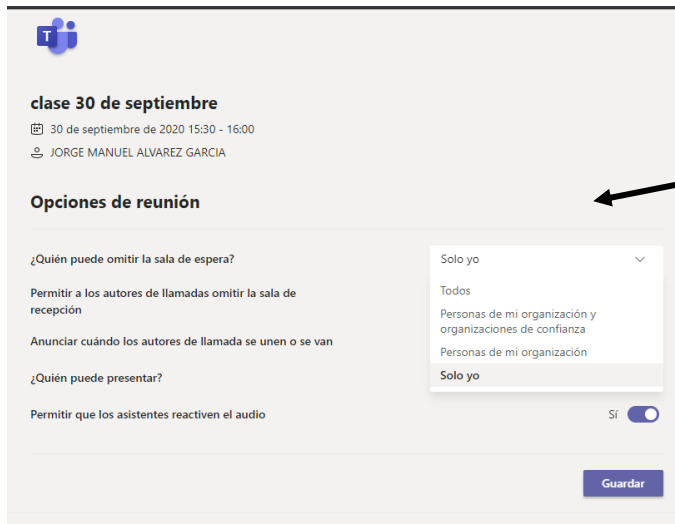 T
clase 30 de septiembre
30 de septiembre de 2020 15:30 - 16:00
JORGE MANUEL ALVAREZ GARCIA
Opciones de reunión
¿Quién puede omitir la sala de espera?
Solo yo
Todos
Personas de mi organización y
organizaciones de confianza
Personas de mi organización
Solo yo
Permitir a los autores de llamadas omitir la sala de
recepción
Anunciar cuándo los autores de llamada se unen o se van
¿Quién puede presentar?
Permitir que los asistentes reactiven el audio
Sí
Guardar